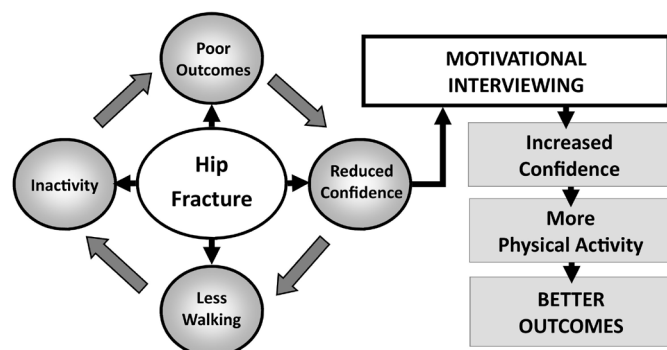 Poor
Outcomes
Hip
Fracture
Inactivity
Reduced
Confidence
Less
Walking
MOTIVATIONAL
INTERVIEWING
Increased
Confidence
More
Physical Activity
BETTER
OUTCOMES